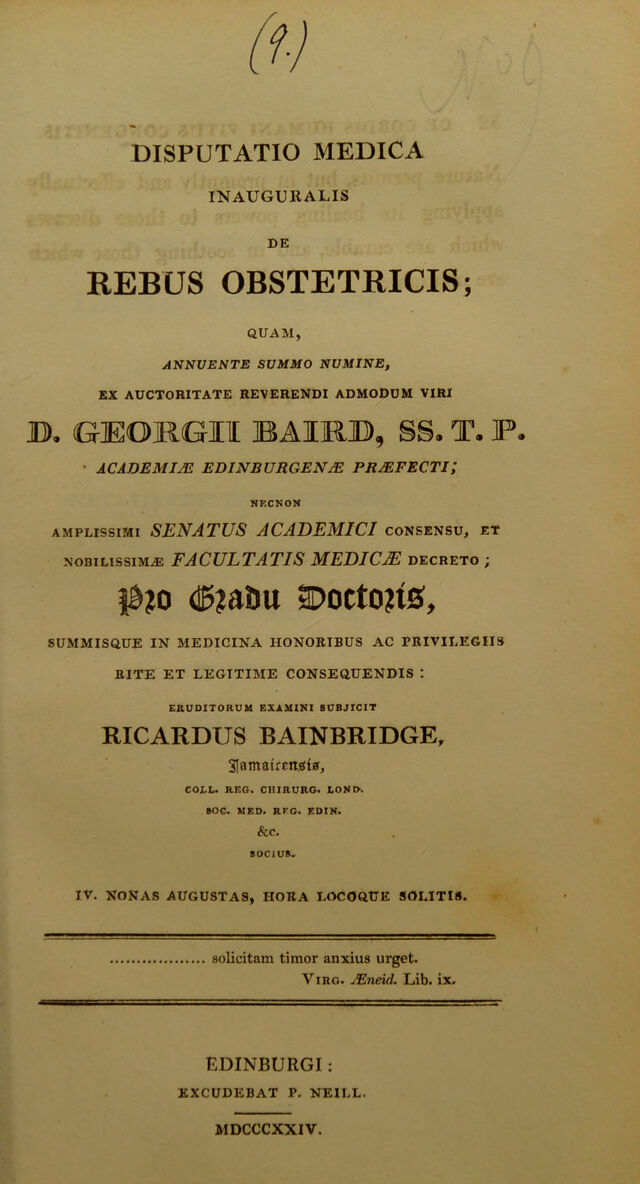 (9.)
DISPUTATIO MEDICA
INAUGURALIS
DE
REBUS OBSTETRICIS;
QUAM,
ANNUENTE SUMMO NUMINE,
EX AUCTORITATE REVERENDI ADMODUM VIRI
D. GEORGII BAIRD, SS. T. P.
ACADEMIÆ EDINBURGENÆ PRÆFECTI;
NECNON
AMPLISSIMI SENATUS ACADEMICI CONSENSU, ET
NOBILISSIMÆ FACULTATIS MEDICÆ DECRETO;
Pro Gradu Doctoris,
SUMMISQUE IN MEDICINA HONORIBUS AC PRIVILEGIIS
RITE ET LEGITIME CONSEQUENDIS:
ERUDITORUM EXAMINI SUBJICIT
RICARDUS BAINBRIDGE,
Jamaicensis,
COLL. REG. CHIRURG. LOND.
SOC. MED. REG. EDIN.
&c.
SOCIUS.
IV. NONAS AUGUSTAS, HORA LOCOQUE SOLITIS.
.................. solicitam timor anxius urget.
VIRG. Æneid. Lib. ix.
EDINBURGI:
EXCUDEBAT P. NEILL.
MDCCCXXIV.